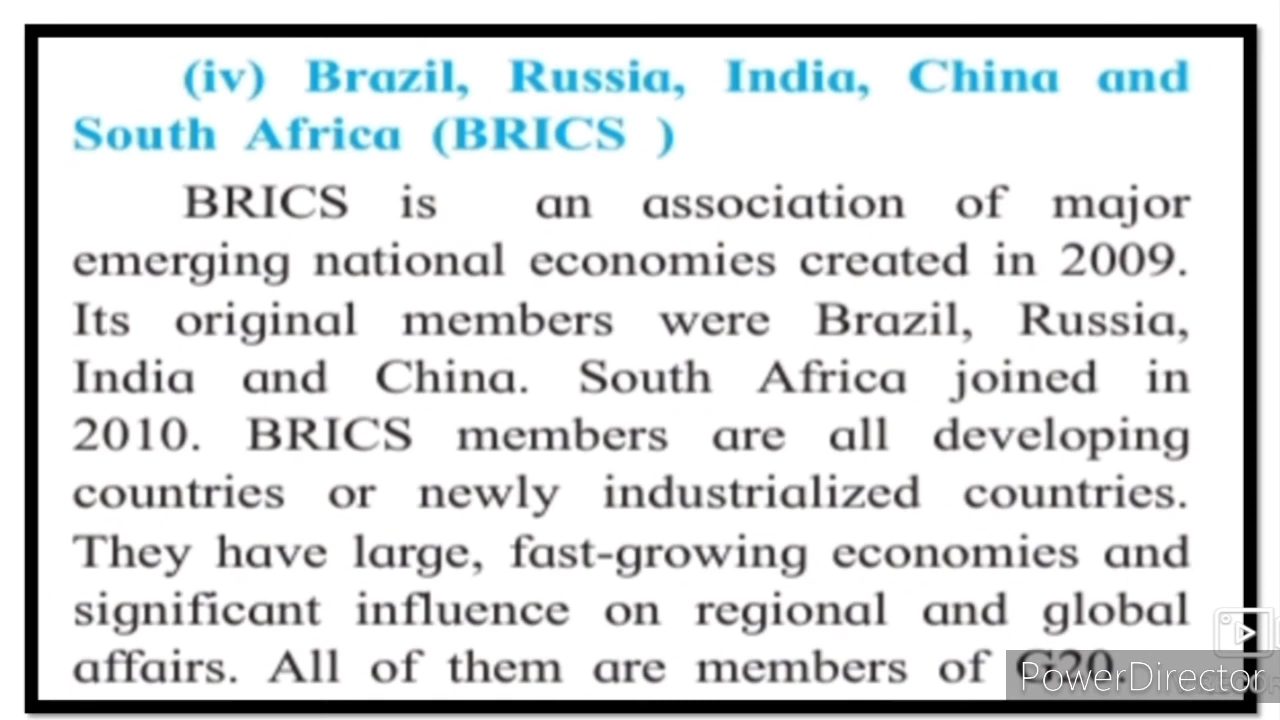 (iv) Brazil, Russia, India, China and
South Africa (BRICS )
BRICS is an association of major
emerging national economies created in 2009.
Its original members were Brazil, Russia,
India and China. South Africa joined in
2010. BRICS members are all developing
countries or newly industrialized countries.
They have large, fast-growing economies and
significant influence on regional and global
affairs. All of them are members of G20.
PowerDirector